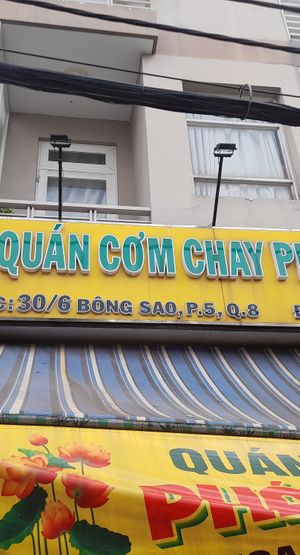 QUÁN CƠM CHAY
C: 30/6 BÔNG SAO, P.5, Q.8
QUÁN